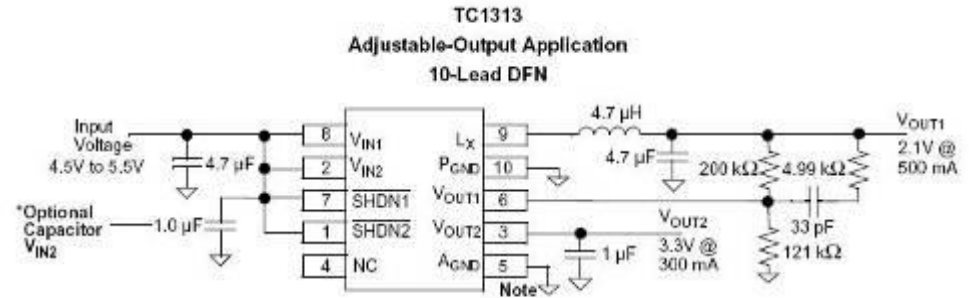 TC1313
Adjustable-Output Application
10-Lead DFN
Input
Voltage
4.5V to 5.5V
4.7 µF
*Optional
Capacitor
VIN2
1.0 µF
8 VIN1
2 VIN2
7 SHDN1
1 SHDN2
4 NC
LX 9
PGND 10
VOUT1 6
VOUT2 3
AGND 5
Note
4.7 µH
4.7 µF
200 kΩ
4.99 kΩ
33 pF
121 kΩ
VOUT1
2.1V @
500 mA
VOUT2
3.3V @
300 mA
1 µF